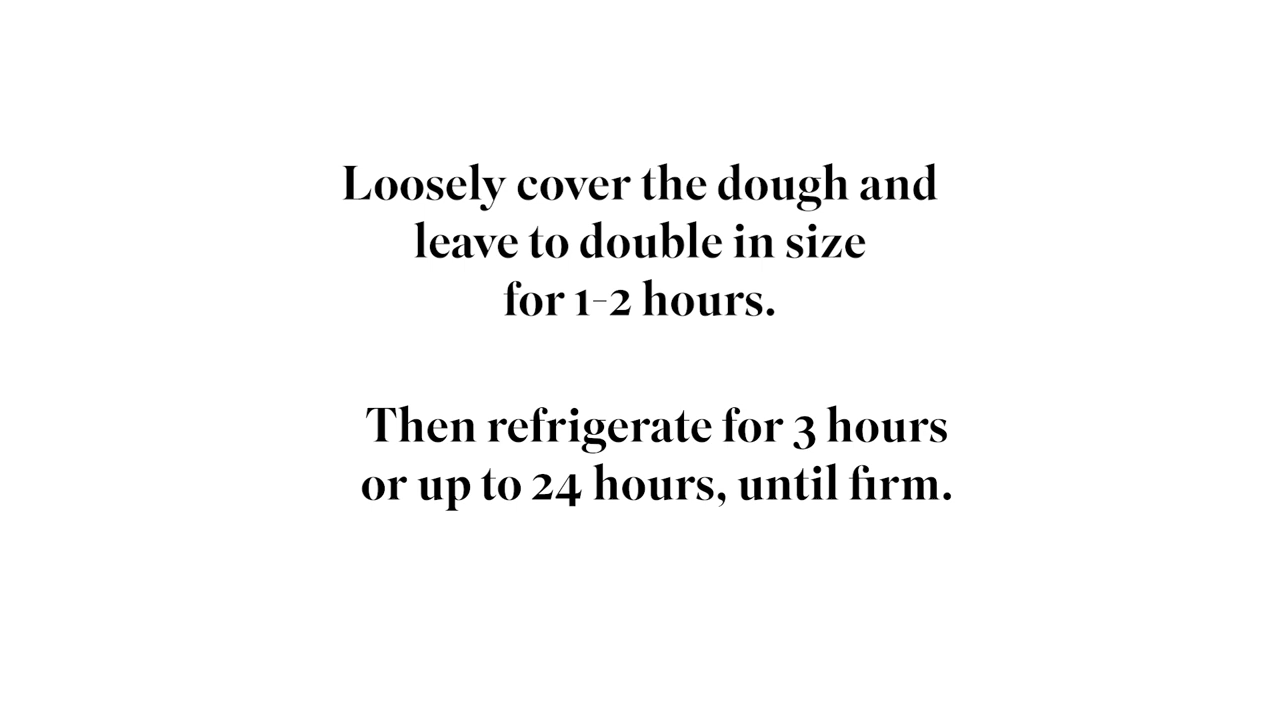 Loosely cover the dough and
leave to double in size
for 1-2 hours.
Then refrigerate for 3 hours
or up to 24 hours, until firm.